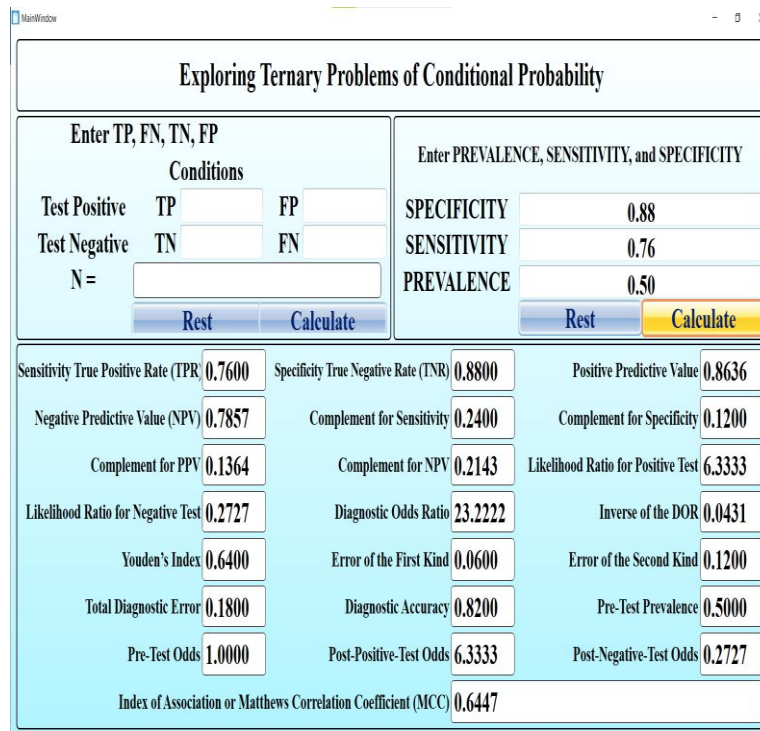 MainWindow
Exploring Ternary Problems of Conditional Probability
Enter TP, FN, TN, FP
Conditions
Test Positive TP FP
Test Negative TN FN
N =
Rest Calculate
Enter PREVALENCE, SENSITIVITY, and SPECIFICITY
SPECIFICITY 0.88
SENSITIVITY 0.76
PREVALENCE 0.50
Rest Calculate
Sensitivity True Positive Rate (TPR) 0.7600 Specificity True Negative Rate (TNR) 0.8800 Positive Predictive Value 0.8636
Negative Predictive Value (NPV) 0.7857 Complement for Sensitivity 0.2400 Complement for Specificity 0.1200
Complement for PPV 0.1364 Complement for NPV 0.2143 Likelihood Ratio for Positive Test 6.3333
Likelihood Ratio for Negative Test 0.2727 Diagnostic Odds Ratio 23.2222 Inverse of the DOR 0.0431
Youden's Index 0.6400 Error of the First Kind 0.0600 Error of the Second Kind 0.1200
Total Diagnostic Error 0.1800 Diagnostic Accuracy 0.8200 Pre-Test Prevalence 0.5000
Pre-Test Odds 1.0000 Post-Positive-Test Odds 6.3333 Post-Negative-Test Odds 0.2727
Index of Association or Matthews Correlation Coefficient (MCC) 0.6447